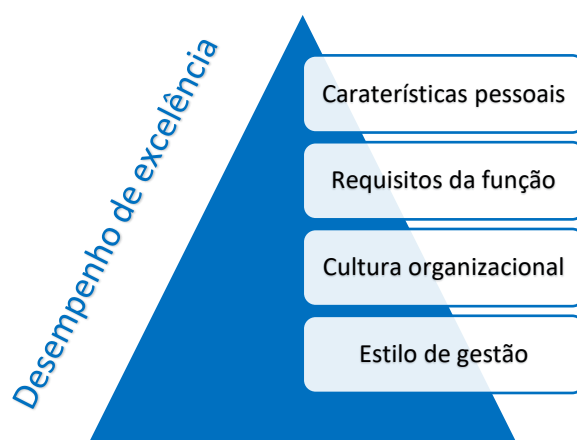 Desempenho de excelência
Caraterísticas pessoais
Requisitos da função
Cultura organizacional
Estilo de gestão